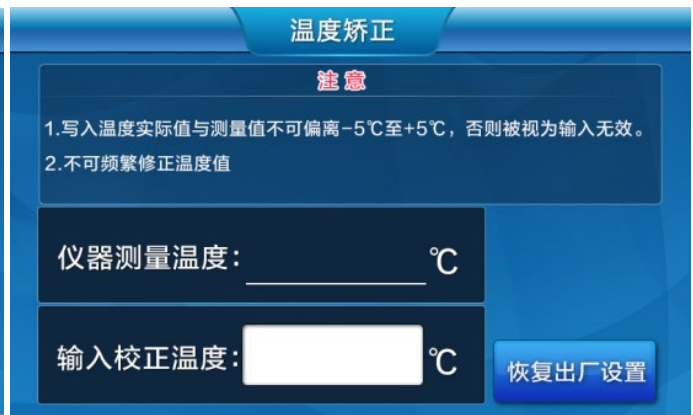 温度矫正
注意
1.写入温度实际值与测量值不可偏离-5℃至+5℃，否则被视为输入无效。
2.不可频繁修正温度值
仪器测量温度：℃
输入校正温度：℃
恢复出厂设置